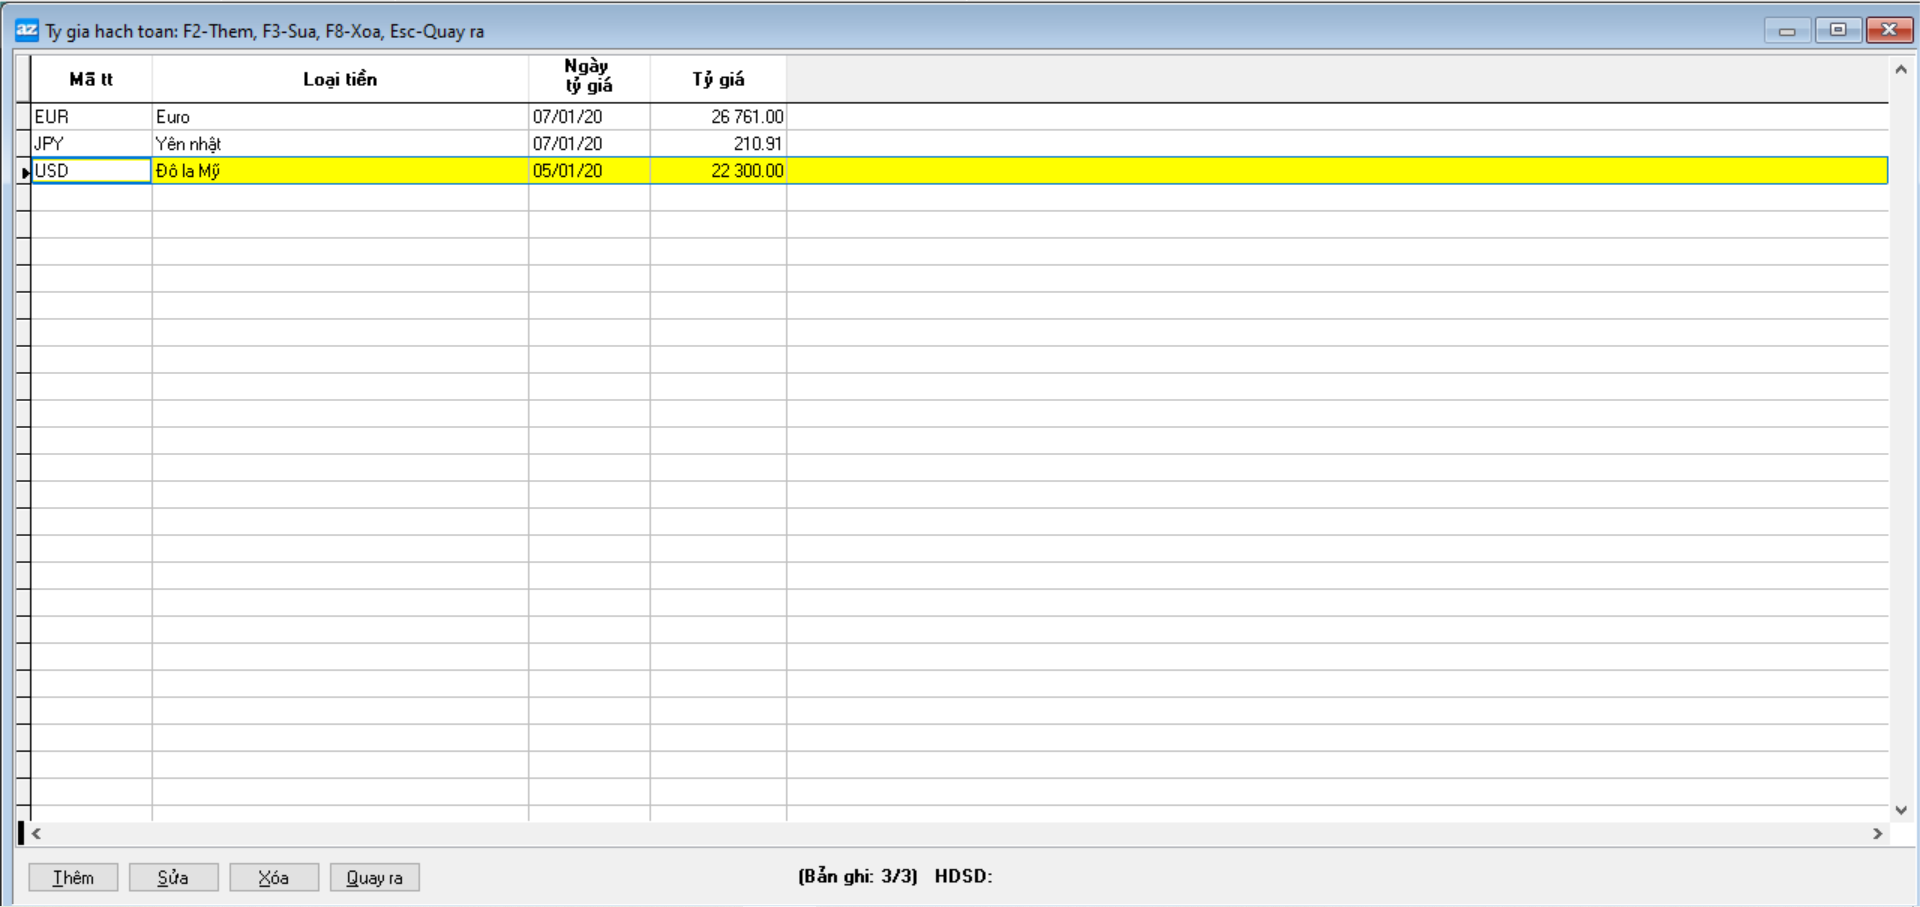 az Ty gia hach toan: F2-Them, F3-Sua, F8-Xoa, Esc-Quay ra
Mã tt Loại tiền Ngày tỷ giá Tỷ giá
EUR Euro 07/01/20 26 761.00
JPY Yên nhật 07/01/20 210.91
USD Đô la Mỹ 05/01/20 22 300.00
Thêm Sửa Xóa Quay ra (Bản ghi: 3/3) HDSD: